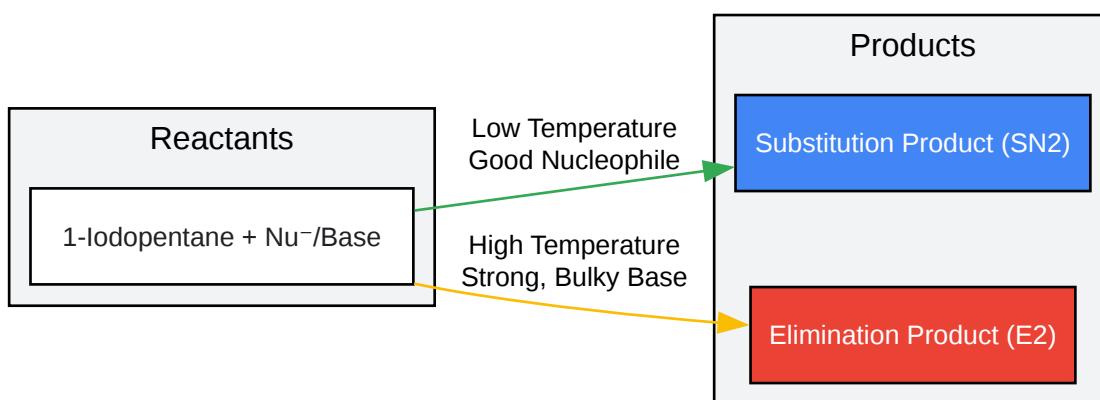 Products
Reactants
Low Temperature
Good Nucleophile
Substitution Product (SN2)
1-Iodopentane + Nu⁻/Base
High Temperature
Strong, Bulky Base
Elimination Product (E2)